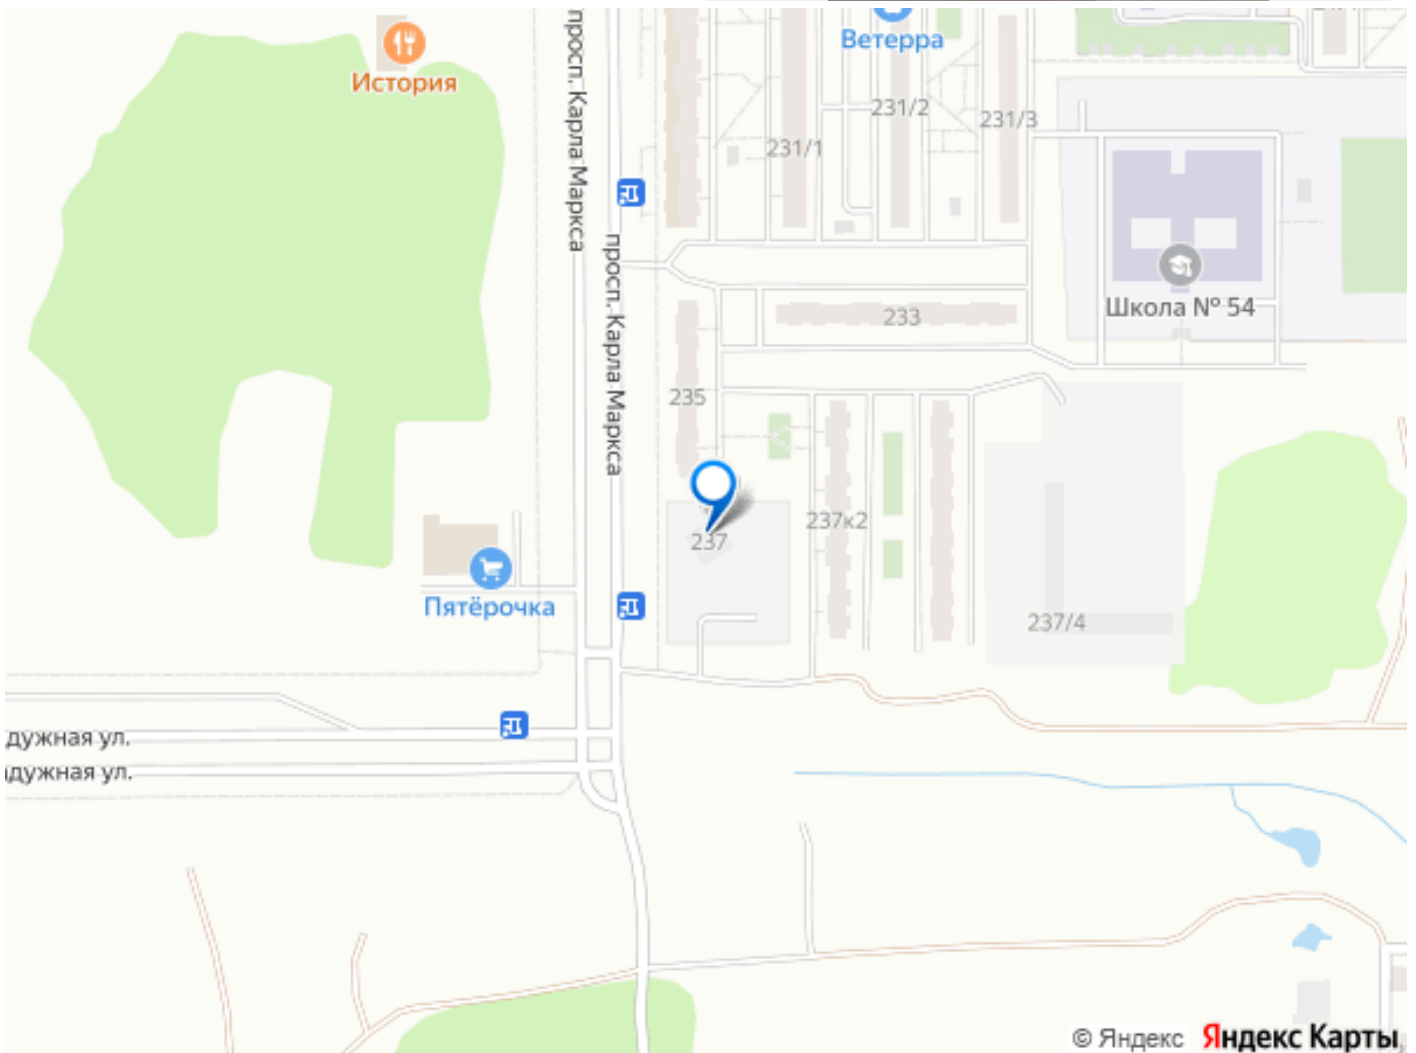 История
Ветерра
просп. Карла Маркса
231/2
231/3
231/1
просп. Карла Маркса
Школа № 54
233
235
237к2
237
Пятёрочка
237/4
дужная ул.
дужная ул.
© Яндекс Яндекс Карты